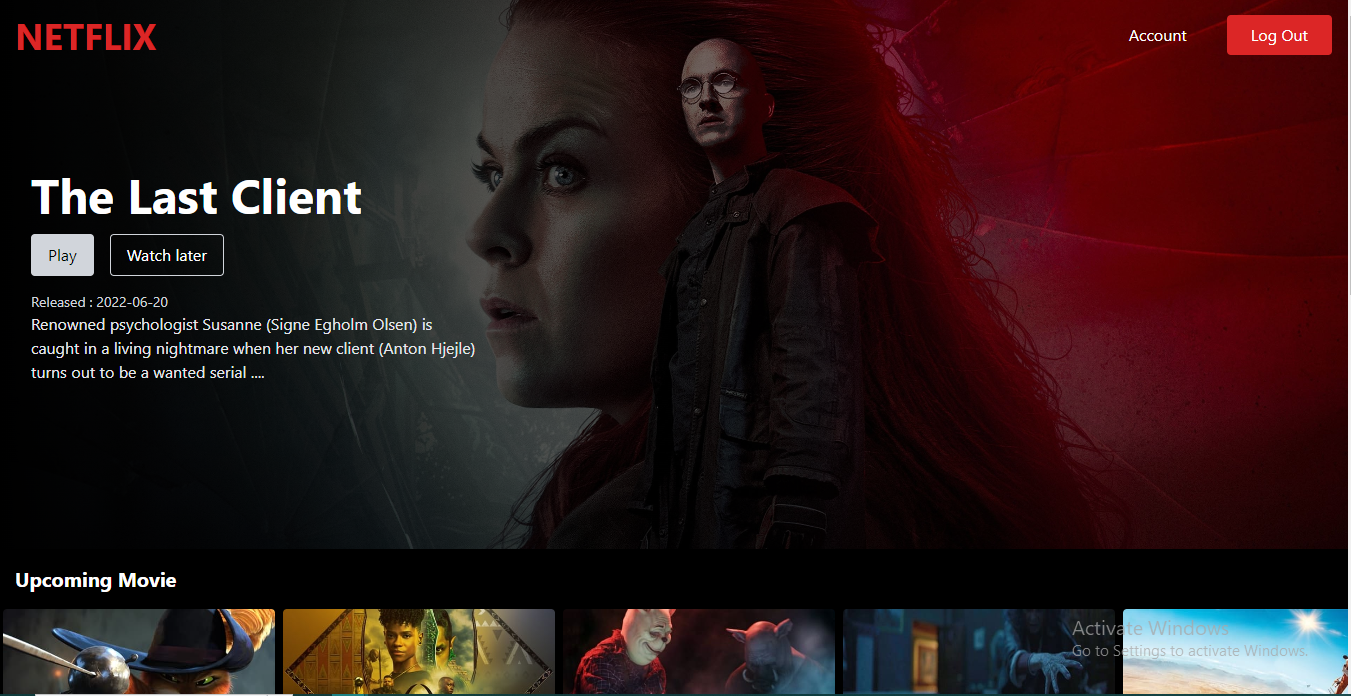 NETFLIX
Account
Log Out
The Last Client
Play
Watch later
Released : 2022-06-20
Renowned psychologist Susanne (Signe Egholm Olsen) is
caught in a living nightmare when her new client (Anton Hjejle)
turns out to be a wanted serial ....
Upcoming Movie
Activate Windows
Go to Settings to activate Windows.